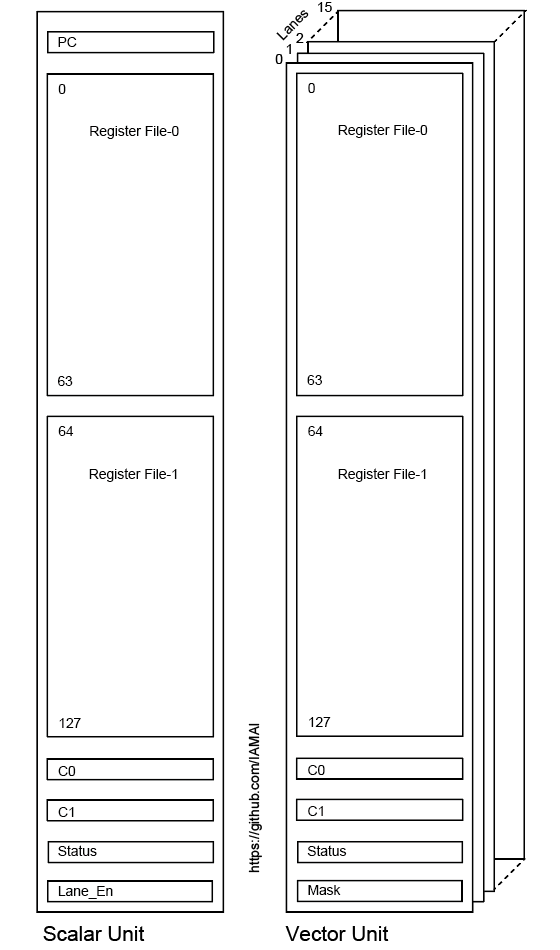 PC
0
Register File-0
63
64
Register File-1
127
C0
C1
Status
Lane_En
Scalar Unit
https://github.com/IAMAI
Lanes
0
1
2
15
0
Register File-0
63
64
Register File-1
127
C0
C1
Status
Mask
Vector Unit